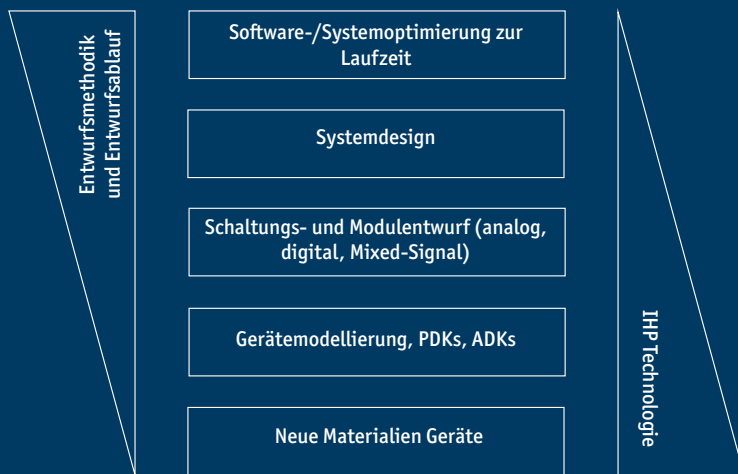 Entwurfsmethodik
und Entwurfsablauf
Software-/Systemoptimierung zur
Laufzeit
Systemdesign
Schaltungs- und Modulentwurf (analog,
digital, Mixed-Signal)
Gerätemodellierung, PDKs, ADKs
Neue Materialien Geräte
IHP Technologie